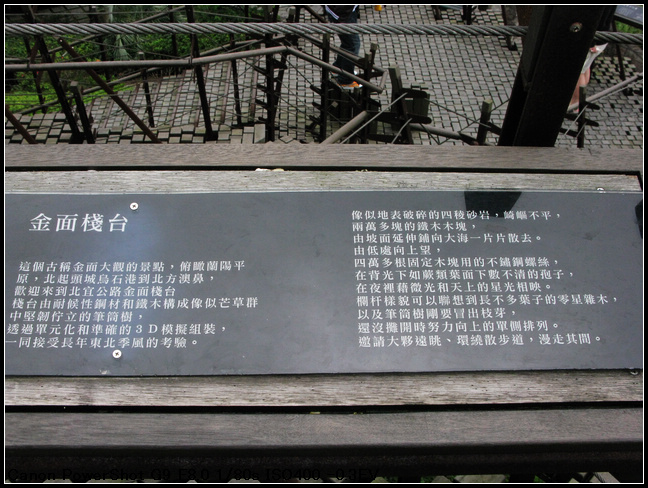 金面棧台
這個古稱金面大觀的景點，俯瞰蘭陽平
原，北起頭城烏石港到北方澳鼻，
歡迎來到北宜公路金面棧台
棧台由耐候性鋼材和鐵木構成像似芒草群
中堅韌佇立的筆筒樹，
透過單元化和準確的3D模擬組裝，
一同接受長年東北季風的考驗。
像似地表破碎的四稜砂岩，崎嶇不平，
兩萬多塊的鐵木木塊，
由坡面延伸鋪向大海一片片散去。
由低處向上望，
四萬多根固定木塊用的不鏽鋼螺絲，
在背光下如蕨類葉面下數不清的孢子，
在夜裡藉微光和天上的星光相映。
欄杆樣貌可以聯想到長不多葉子的零星雜木，
以及筆筒樹剛要冒出枝芽，
還沒攤開時努力向上的單側排列。
邀請大夥遠眺、環繞散步道，漫走其間。